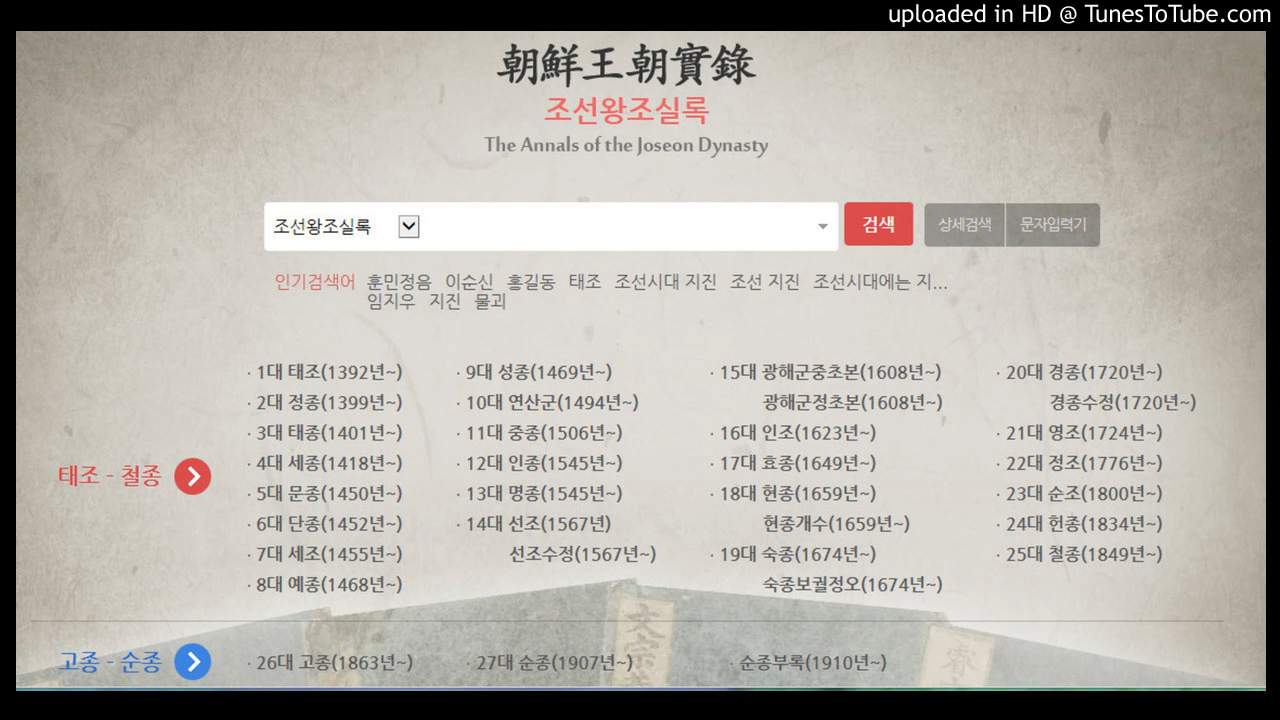 uploaded in HD @ TunesToTube.com
朝鮮王朝實錄
조선왕조실록
The Annals of the Joseon Dynasty
조선왕조실록 검색 상세검색 문자입력기
인기검색어 훈민정음 이순신 홍길동 태조 조선시대 지진 조선 지진 조선시대에는 지...
임지우 지진 물괴
태조 - 철종
· 1대 태조(1392년~)
· 2대 정종(1399년~)
· 3대 태종(1401년~)
· 4대 세종(1418년~)
· 5대 문종(1450년~)
· 6대 단종(1452년~)
· 7대 세조(1455년~)
· 8대 예종(1468년~)
· 9대 성종(1469년~)
· 10대 연산군(1494년~)
· 11대 중종(1506년~)
· 12대 인종(1545년~)
· 13대 명종(1545년~)
· 14대 선조(1567년)
선조수정(1567년~)
· 15대 광해군중초본(1608년~)
광해군정초본(1608년~)
· 16대 인조(1623년~)
· 17대 효종(1649년~)
· 18대 현종(1659년~)
현종개수(1659년~)
· 19대 숙종(1674년~)
숙종보궐정오(1674년~)
· 20대 경종(1720년~)
경종수정(1720년~)
· 21대 영조(1724년~)
· 22대 정조(1776년~)
· 23대 순조(1800년~)
· 24대 헌종(1834년~)
· 25대 철종(1849년~)
고종 - 순종
· 26대 고종(1863년~)
· 27대 순종(1907년~)
· 순종부록(1910년~)